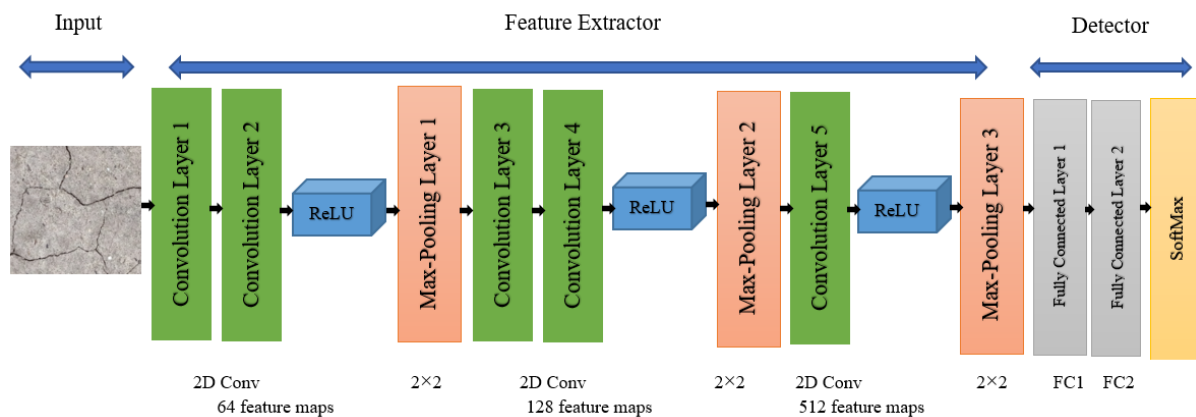 Input
Feature Extractor
Detector
Convolution Layer 1
Convolution Layer 2
ReLU
Max-Pooling Layer 1
Convolution Layer 3
Convolution Layer 4
ReLU
Max-Pooling Layer 2
Convolution Layer 5
ReLU
Max-Pooling Layer 3
Fully Connected Layer 1
Fully Connected Layer 2
SoftMax
2D Conv
64 feature maps
2×2
2D Conv
128 feature maps
2×2
2D Conv
512 feature maps
2×2
FC1
FC2